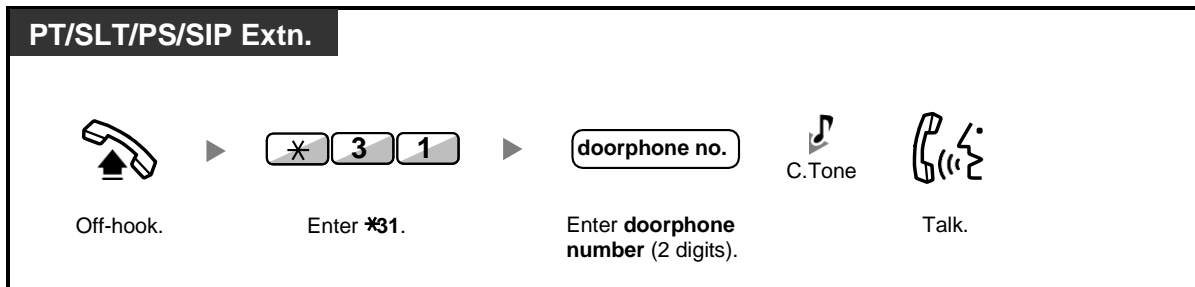 PT/SLT/PS/SIP Extn.
* 3 1
doorphone no.
C.Tone
Off-hook.
Enter *31.
Enter doorphone
number (2 digits).
Talk.